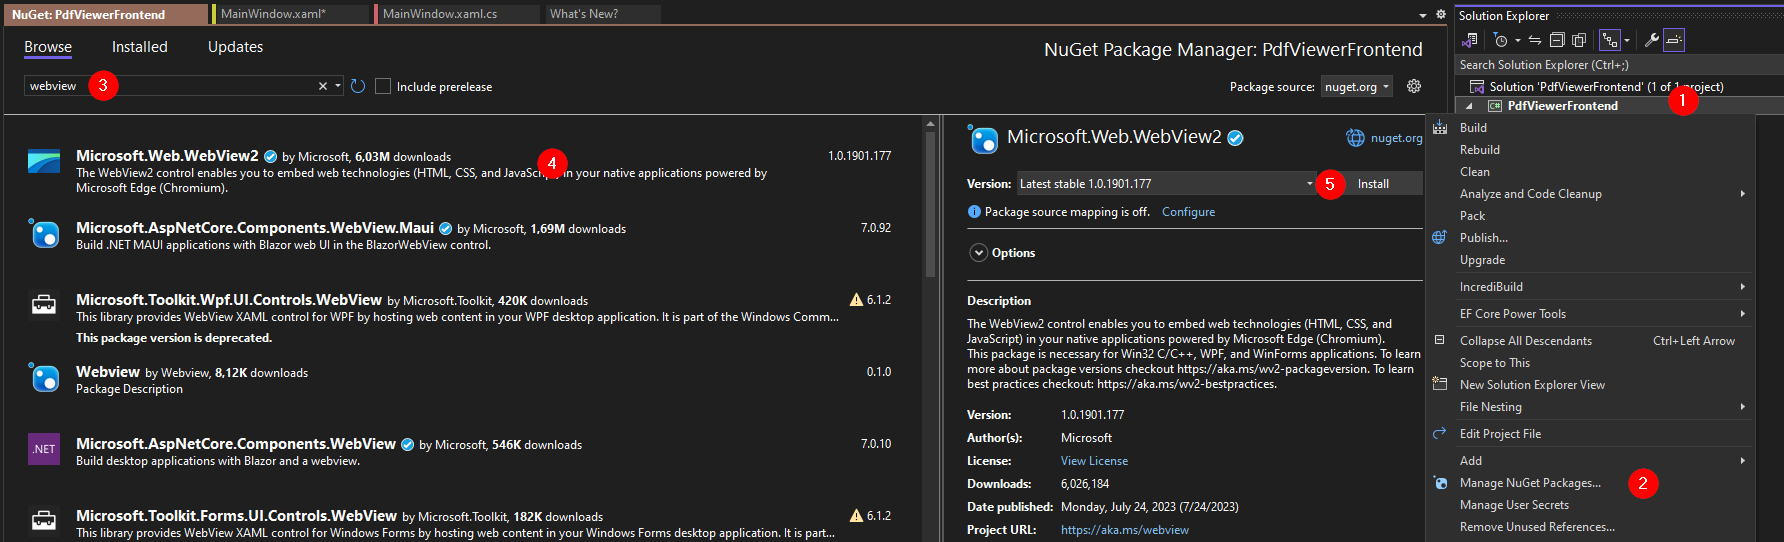 NuGet: PdfViewerFrontend
MainWindow.xaml*
MainWindow.xaml.cs
What's New?
Browse
Installed
Updates
NuGet Package Manager: PdfViewerFrontend
webview
3
Include prerelease
Package source: nuget.org
Microsoft.Web.WebView2 by Microsoft, 6,03M downloads
1.0.1901.177
The WebView2 control enables you to embed web technologies (HTML, CSS, and JavaScript) in your native applications powered by
Microsoft Edge (Chromium).
4
Microsoft.AspNetCore.Components.WebView.Maui by Microsoft, 1,69M downloads
7.0.92
Build .NET MAUI applications with Blazor web UI in the BlazorWebView control.
Microsoft.Toolkit.Wpf.UI.Controls.WebView by Microsoft.Toolkit, 420K downloads
6.1.2
This library provides WebView XAML control for WPF by hosting web content in your WPF desktop application. It is part of the Windows Comm...
This package version is deprecated.
Webview by Webview, 8,12K downloads
0.1.0
Package Description
.NET
Microsoft.AspNetCore.Components.WebView by Microsoft, 546K downloads
7.0.10
Build desktop applications with Blazor and a webview.
Microsoft.Toolkit.Forms.UI.Controls.WebView by Microsoft.Toolkit, 182K downloads
6.1.2
This library provides WebView XAML control for Windows Forms by hosting web content in your Windows Forms desktop application. It is part...
Microsoft.Web.WebView2
nuget.org
Version: Latest stable 1.0.1901.177
5
Install
Package source mapping is off. Configure
Options
Description
The WebView2 control enables you to embed web technologies (HTML, CSS, and
JavaScript) in your native applications powered by Microsoft Edge (Chromium).
This package is necessary for Win32 C/C++, WPF, and WinForms applications. To learn
more about package versions checkout https://aka.ms/wv2-packageversion. To learn
best practices checkout: https://aka.ms/wv2-bestpractices.
Version: 1.0.1901.177
Author(s): Microsoft
License: View License
Downloads: 6,026,184
Date published: Monday, July 24, 2023 (7/24/2023)
Project URL: https://aka.ms/webview
Solution Explorer
Search Solution Explorer (Ctrl+;)
Solution 'PdfViewerFrontend' (1 of 1 project)
C# PdfViewerFrontend
1
Build
Rebuild
Clean
Analyze and Code Cleanup
Pack
Publish...
Upgrade
IncrediBuild
EF Core Power Tools
Collapse All Descendants Ctrl+Left Arrow
Scope to This
New Solution Explorer View
File Nesting
Edit Project File
Add
Manage NuGet Packages...
2
Manage User Secrets
Remove Unused References...